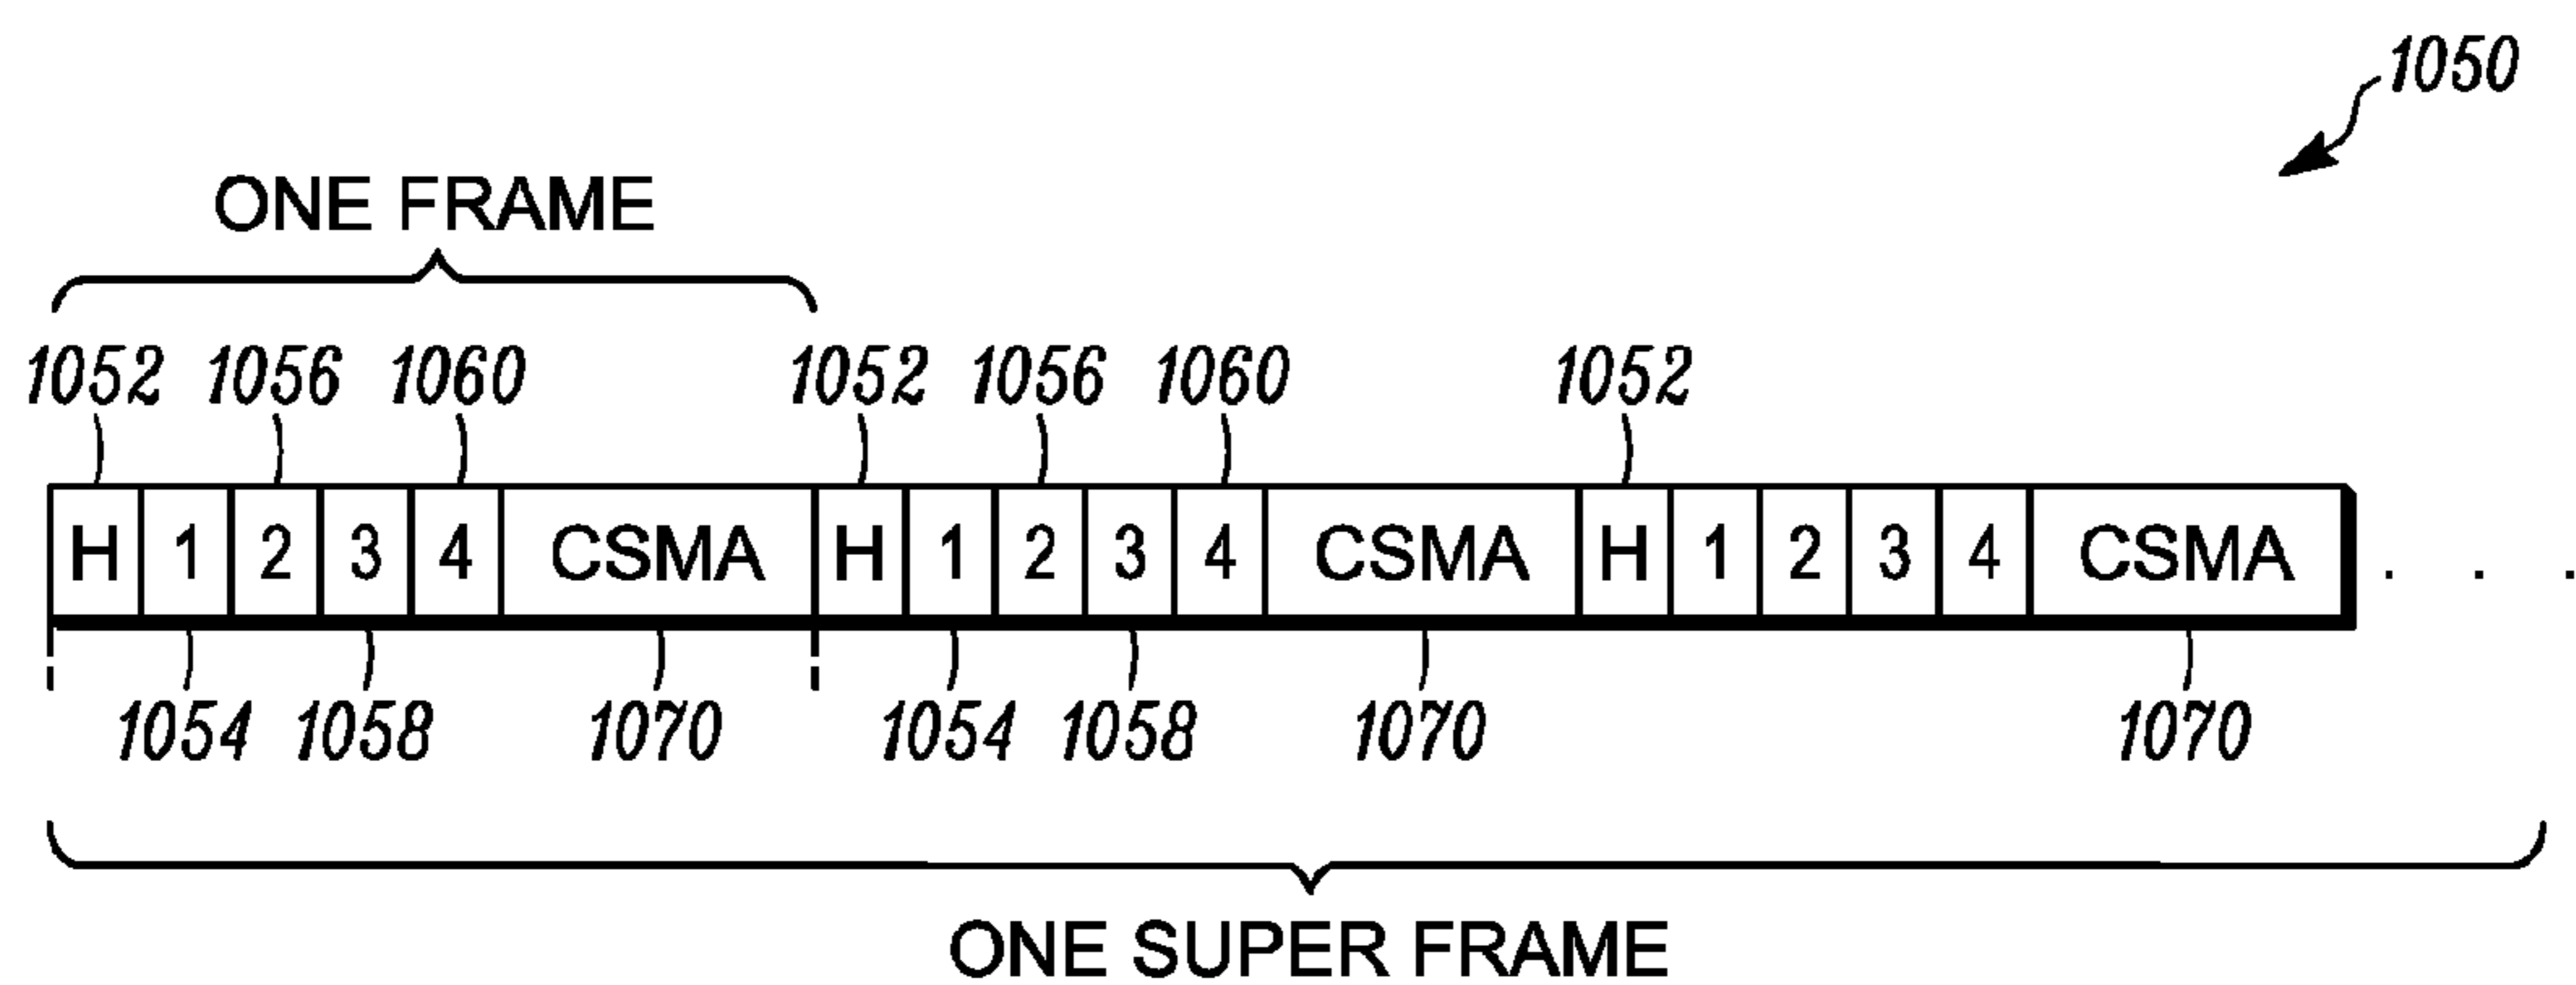 1050
ONE FRAME
1052 1056 1060 1052 1056 1060 1052
H 1 2 3 4 CSMA H 1 2 3 4 CSMA H 1 2 3 4 CSMA . . .
1054 1058 1070 1054 1058 1070 1070
ONE SUPER FRAME